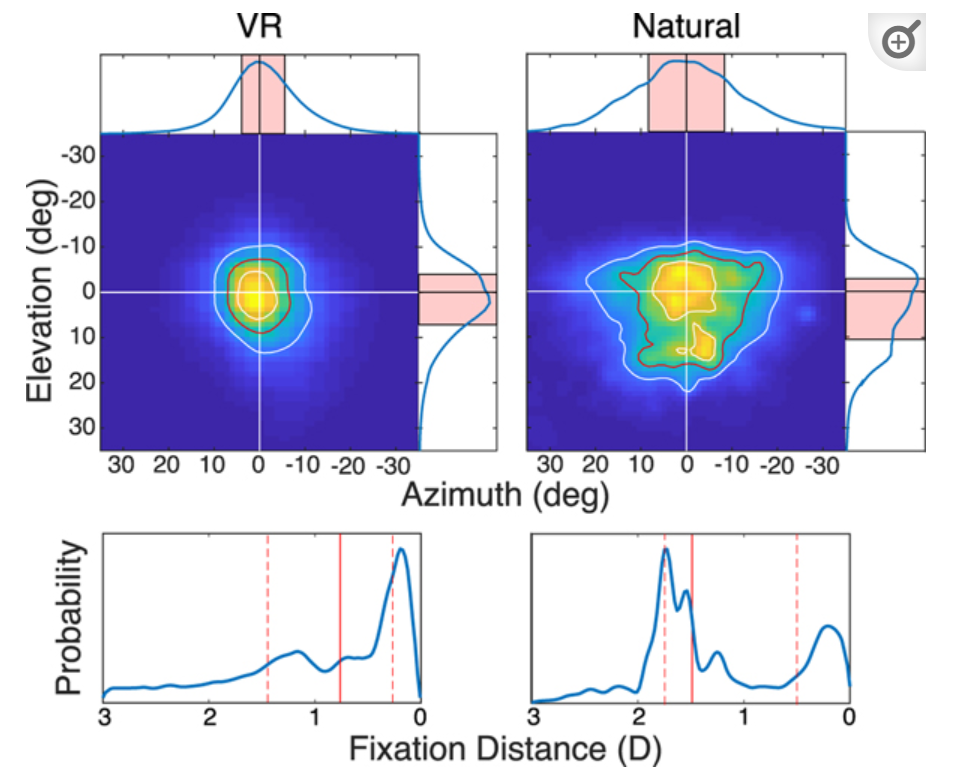 VR
Natural
Elevation (deg)
-30
-20
-10
0
10
20
30
30 20 10 0 -10 -20 -30
30 20 10 0 -10 -20 -30
Azimuth (deg)
Probability
3 2 1 0
3 2 1 0
Fixation Distance (D)